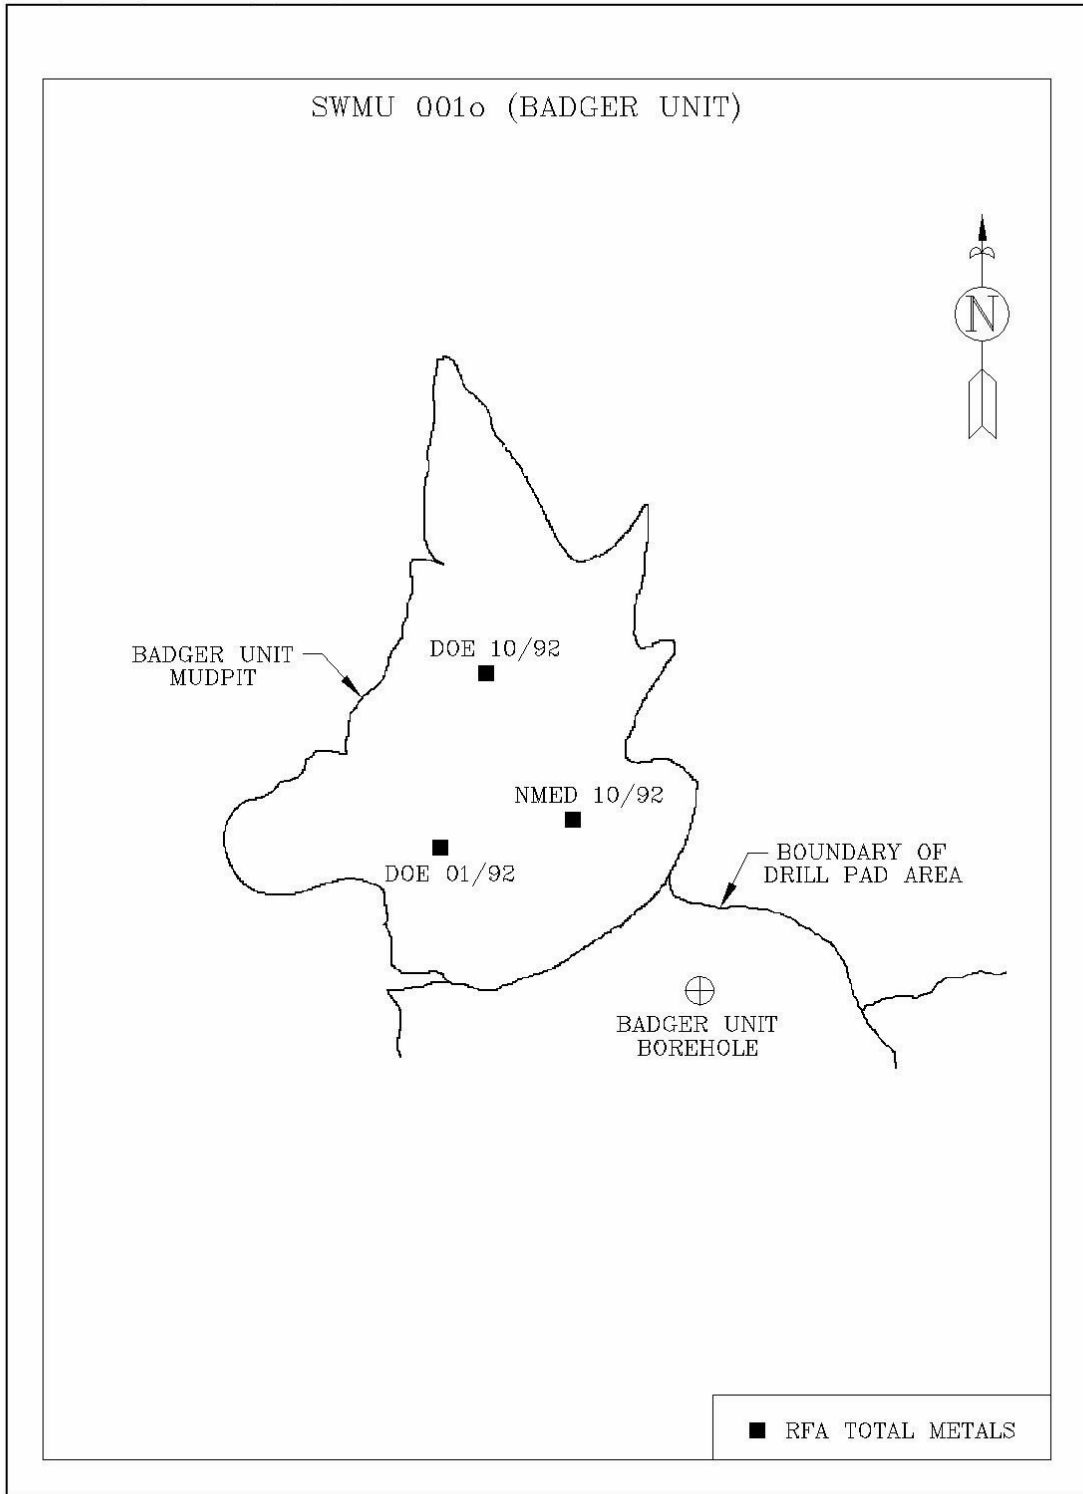 SWMU 001o (BADGER UNIT)
N
DOE 10/92
BADGER UNIT
MUDPIT
NMED 10/92
DOE 01/92
BOUNDARY OF
DRILL PAD AREA
BADGER UNIT
BOREHOLE
RFA TOTAL METALS